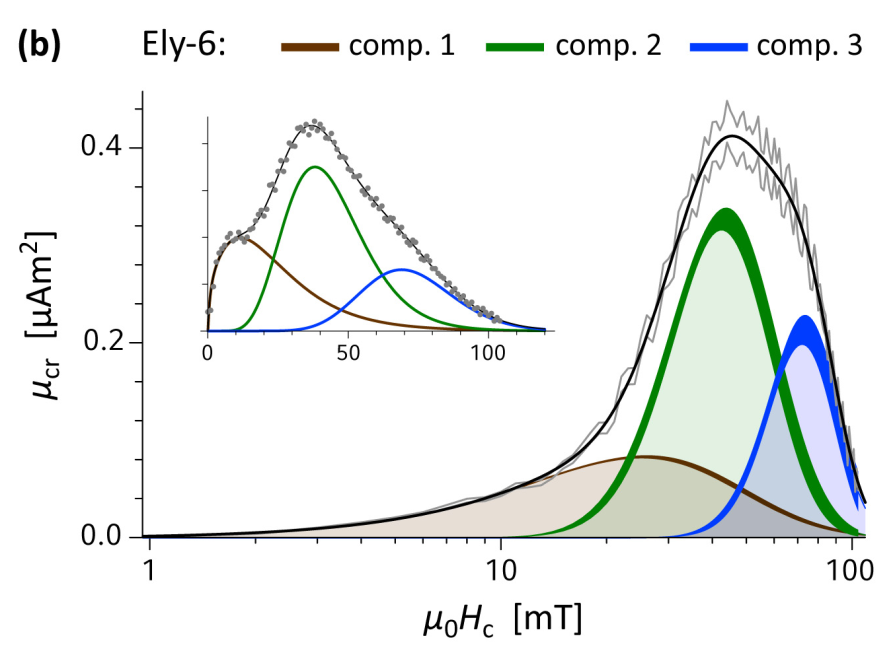 (b) Ely-6: comp. 1 comp. 2 comp. 3
0.4
0.2
0.0
μcr [μAm²]
0 50 100
1 10 100
μ₀Hc [mT]